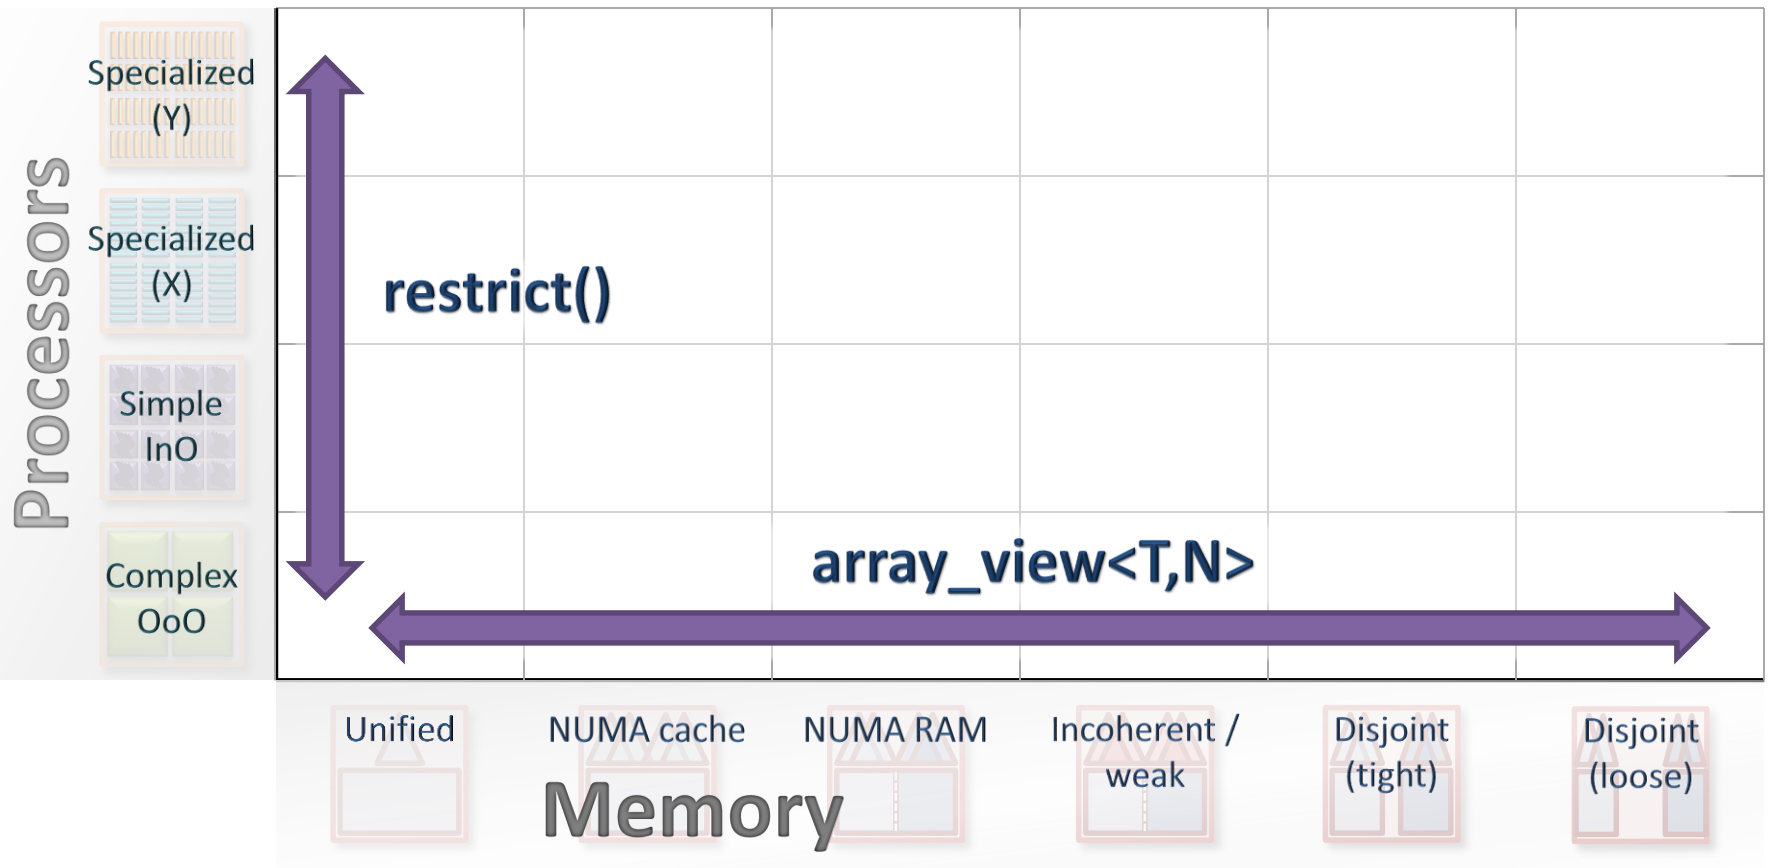 Processors
Specialized
(Y)
Specialized
(X)
Simple
InO
Complex
OoO
restrict()
array_view<T,N>
Unified
NUMA cache
NUMA RAM
Incoherent /
weak
Disjoint
(tight)
Disjoint
(loose)
Memory